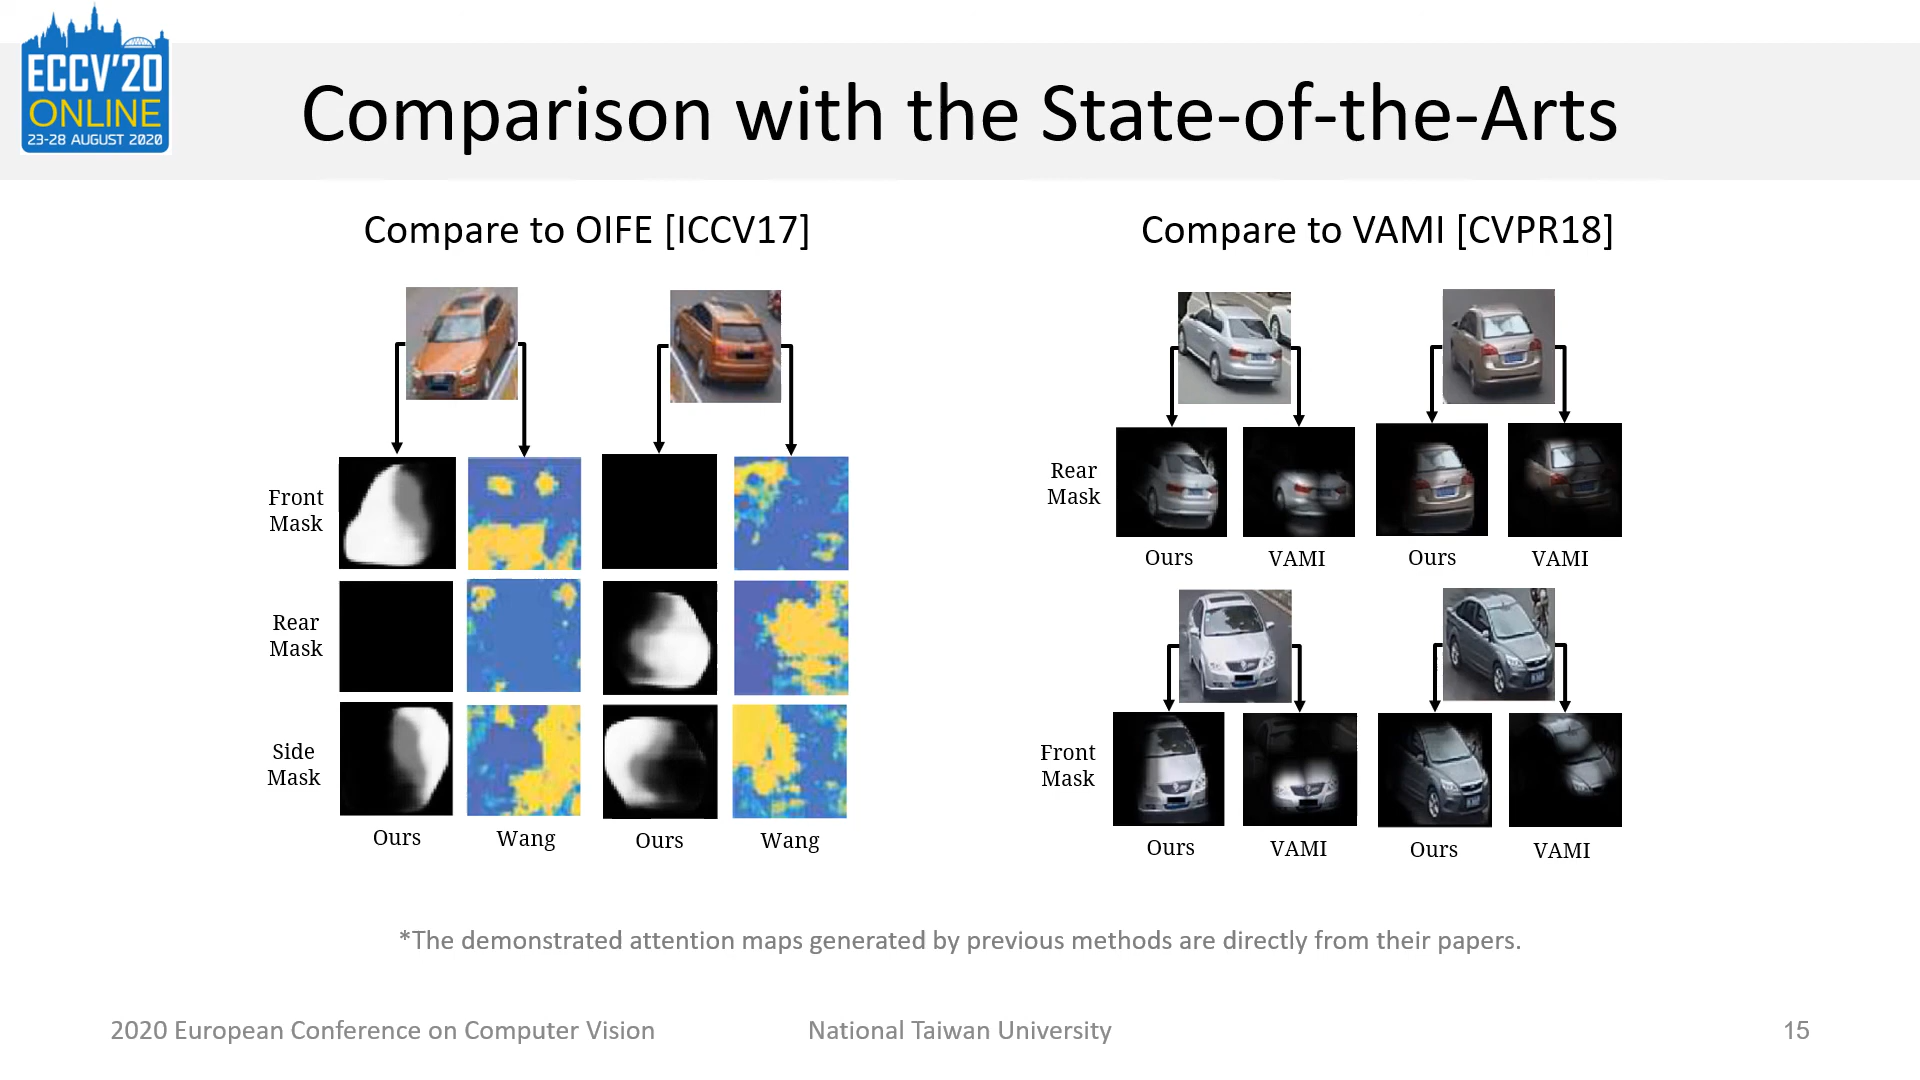 ECCV'20
ONLINE
23-28 AUGUST 2020
Comparison with the State-of-the-Arts
Compare to OIFE [ICCV17]
Front
Mask
Rear
Mask
Side
Mask
Ours
Wang
Ours
Wang
Compare to VAMI [CVPR18]
Rear
Mask
Ours
VAMI
Ours
VAMI
Front
Mask
Ours
VAMI
Ours
VAMI
*The demonstrated attention maps generated by previous methods are directly from their papers.
2020 European Conference on Computer Vision
National Taiwan University
15